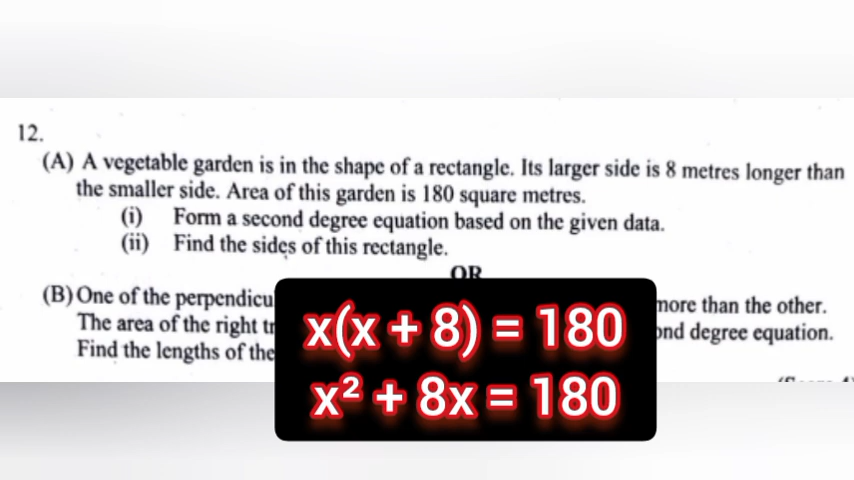 12.
(A) A vegetable garden is in the shape of a rectangle. Its larger side is 8 metres longer than
the smaller side. Area of this garden is 180 square metres.
(i) Form a second degree equation based on the given data.
(ii) Find the sides of this rectangle.
OR
(B) One of the perpendicu
more than the other.
The area of the right
degree equation.
Find the lengths of the
x(x + 8) = 180
x² + 8x = 180